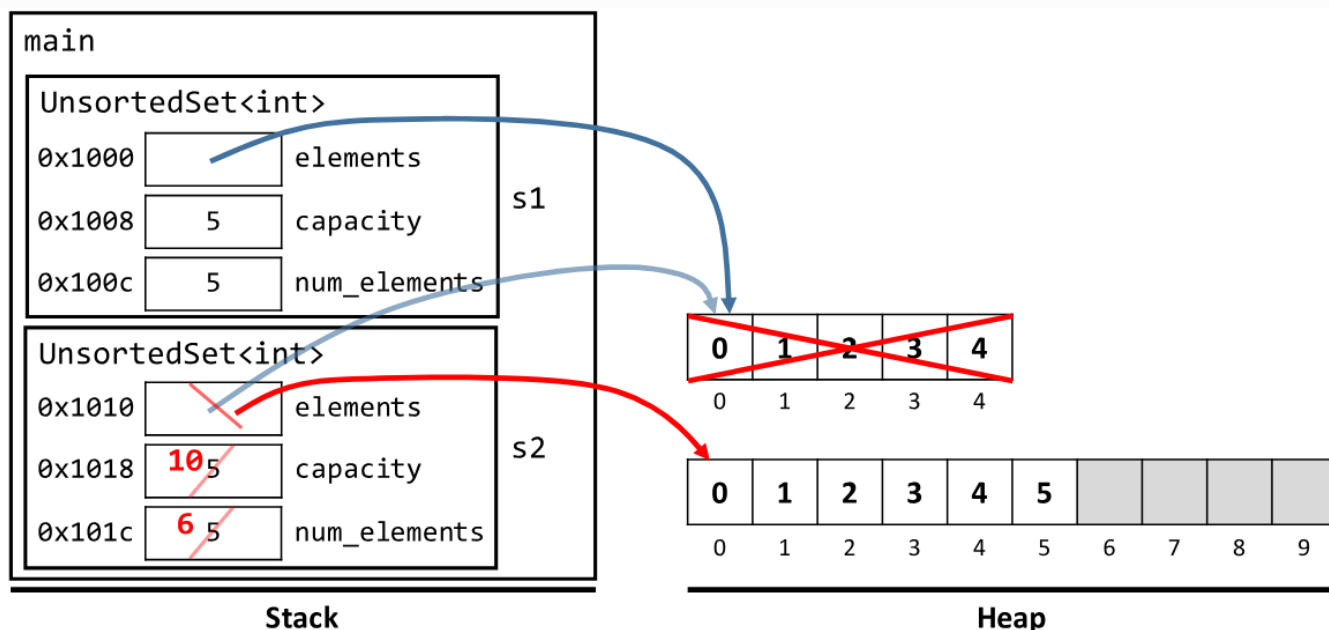 main
UnsortedSet<int>
0x1000 elements
0x1008 5 capacity
s1
0x100c 5 num_elements
UnsortedSet<int>
0x1010 elements
0x1018 10 5 capacity
s2
0x101c 6 5 num_elements
0 1 2 3 4
0 1 2 3 4
0 1 2 3 4 5
0 1 2 3 4 5 6 7 8 9
Stack
Heap